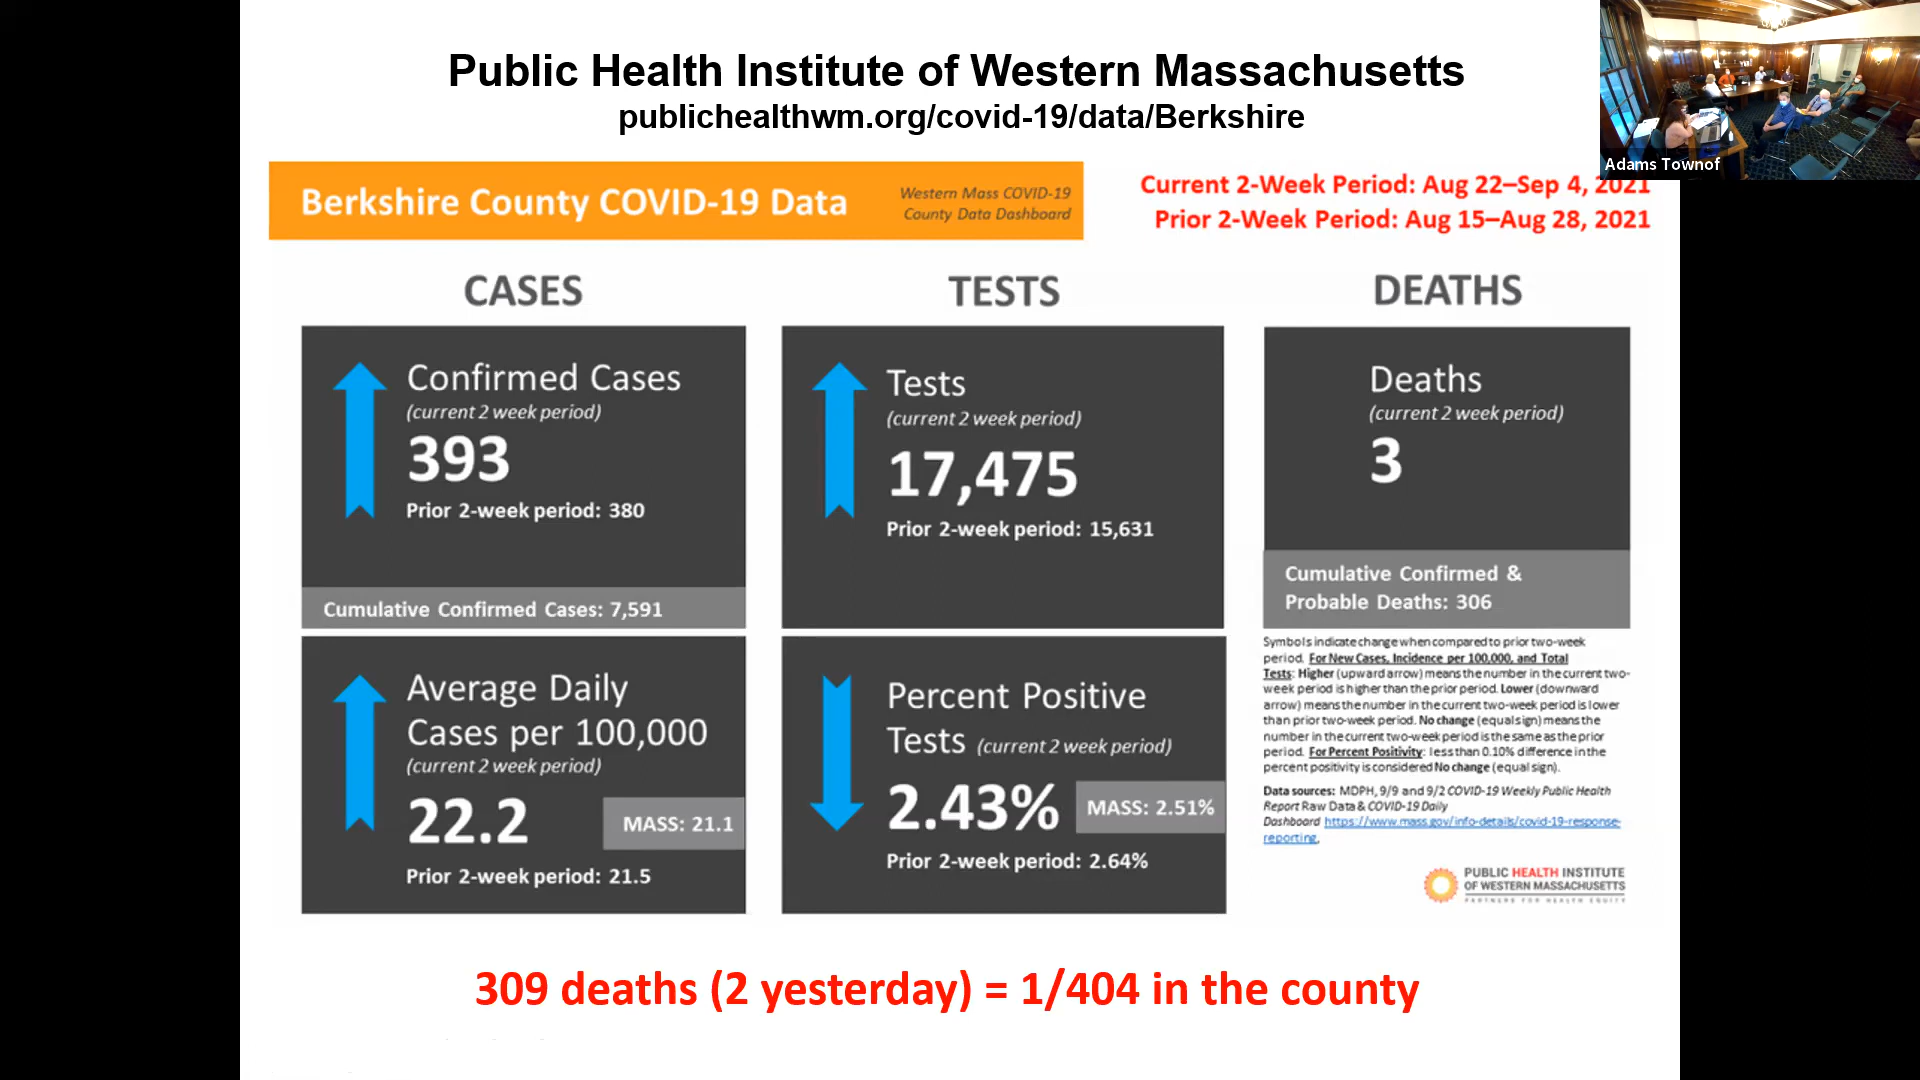 Public Health Institute of Western Massachusetts
publichealthwm.org/covid-19/data/Berkshire
Adams Townof
Berkshire County COVID-19 Data
Western Mass COVID-19
County Data Dashboard
Current 2-Week Period: Aug 22–Sep 4, 2021
Prior 2-Week Period: Aug 15–Aug 28, 2021
CASES
Confirmed Cases
(current 2 week period)
393
Prior 2-week period: 380
Cumulative Confirmed Cases: 7,591
Average Daily
Cases per 100,000
(current 2 week period)
22.2
MASS: 21.1
Prior 2-week period: 21.5
TESTS
Tests
(current 2 week period)
17,475
Prior 2-week period: 15,631
Percent Positive
Tests (current 2 week period)
2.43%
MASS: 2.51%
Prior 2-week period: 2.64%
DEATHS
Deaths
(current 2 week period)
3
Cumulative Confirmed &
Probable Deaths: 306
Symbols indicate change when compared to prior two-week
period. For New Cases, Incidence per 100,000, and Total
Tests: Higher (upward arrow) means the number in the current two-
week period is higher than the prior period. Lower (downward
arrow) means the number in the current two-week period is lower
than prior two-week period. No change (equal sign) means the
number in the current two-week period is the same as the prior
period. For Percent Positivity: less than 0.10% difference in the
percent positivity is considered No change (equal sign).
Data sources: MDPH, 9/9 and 9/2 COVID-19 Weekly Public Health
Report Raw Data & COVID-19 Daily
Dashboard https://www.mass.gov/info-details/covid-19-response-
reporting.
PUBLIC HEALTH INSTITUTE
OF WESTERN MASSACHUSETTS
PARTNERS FOR HEALTH EQUITY
309 deaths (2 yesterday) = 1/404 in the county